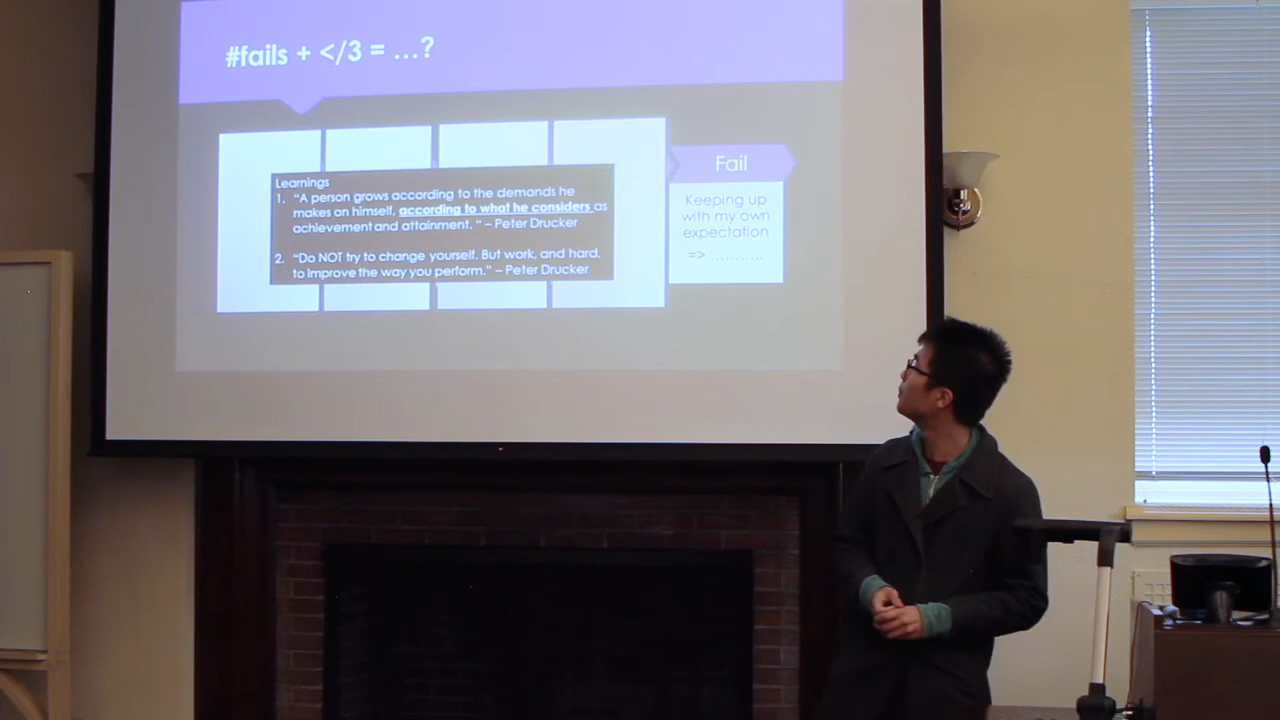 #fails + </3 = ...?
Learnings
1. "A person grows according to the demands he
makes on himself, according to what he considers as
achievement and attainment. " – Peter Drucker
2. "Do NOT try to change yourself. But work, and hard,
to improve the way you perform." – Peter Drucker
Fail
Keeping up
with my own
expectation
=> ...........